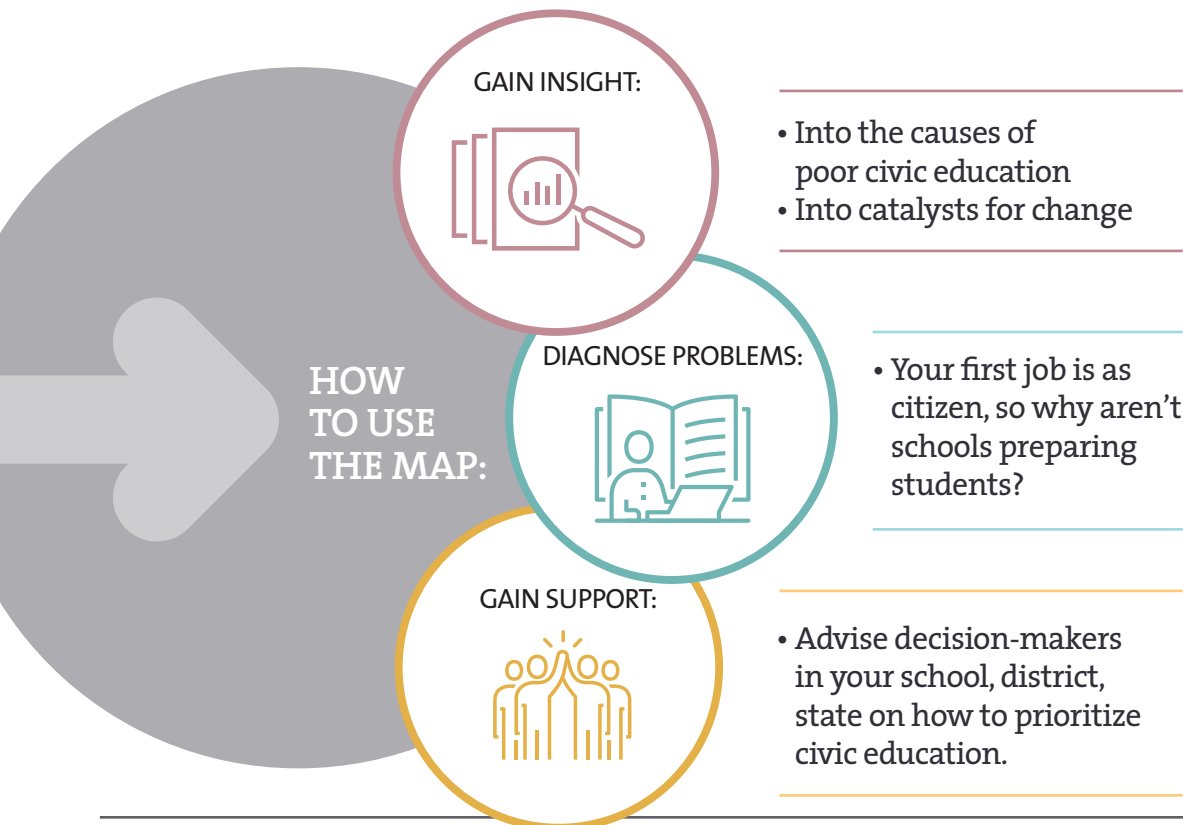 HOW
TO USE
THE MAP:
GAIN INSIGHT:
• Into the causes of
poor civic education
• Into catalysts for change
DIAGNOSE PROBLEMS:
• Your first job is as
citizen, so why aren't
schools preparing
students?
GAIN SUPPORT:
• Advise decision-makers
in your school, district,
state on how to prioritize
civic education.